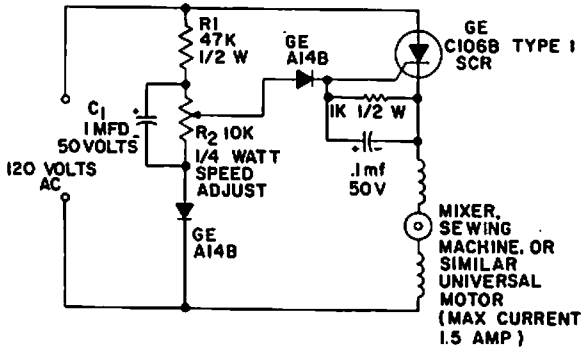 R1
47K
1/2 W
GE
A14B
GE
C106B TYPE 1
SCR
C1
1 MFD
50 VOLTS
+
R2 10K
1/4 WATT
SPEED
ADJUST
1K 1/2 W
+ -
.1mf
50V
120 VOLTS
AC
GE
A14B
MIXER,
SEWING
MACHINE, OR
SIMILAR
UNIVERSAL
MOTOR
(MAX CURRENT
1.5 AMP)